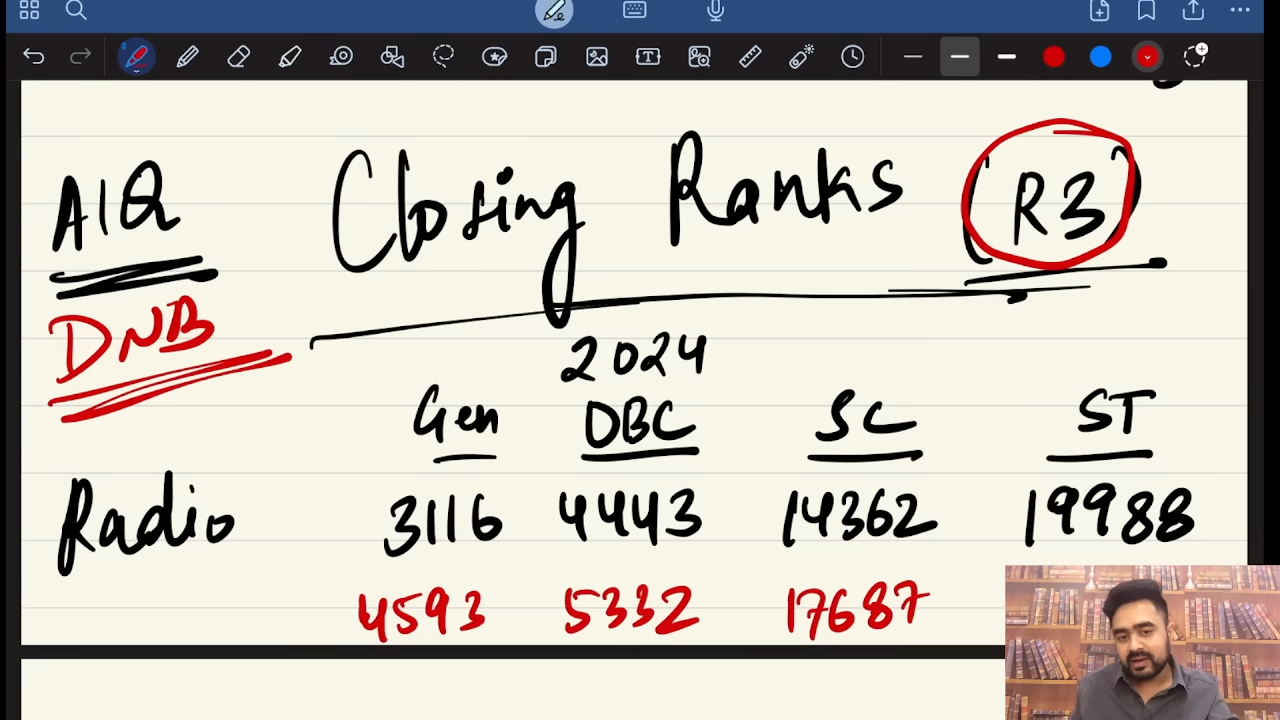 AIQ Closing Ranks (R3)
DNB
2024
Gen OBC SC ST
Radio 3116 4443 14362 19988
4593 5332 17687